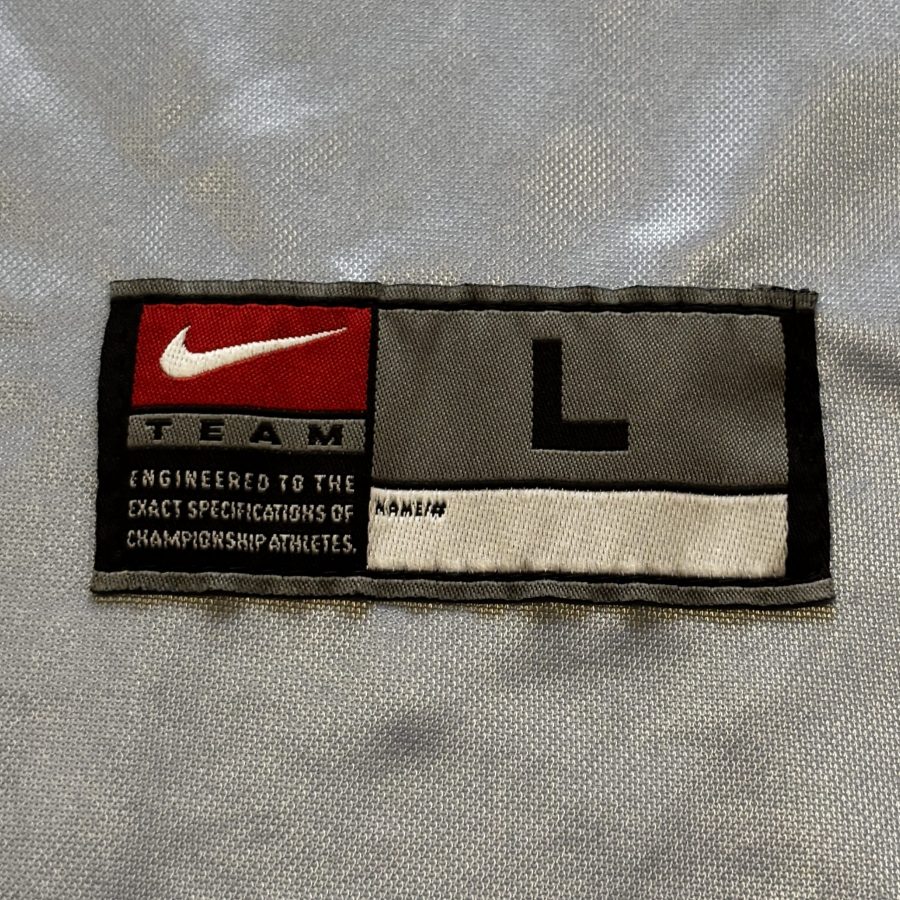 TEAM
ENGINEERED TO THE
EXACT SPECIFICATIONS OF
CHAMPIONSHIP ATHLETES.
L
NAME/#